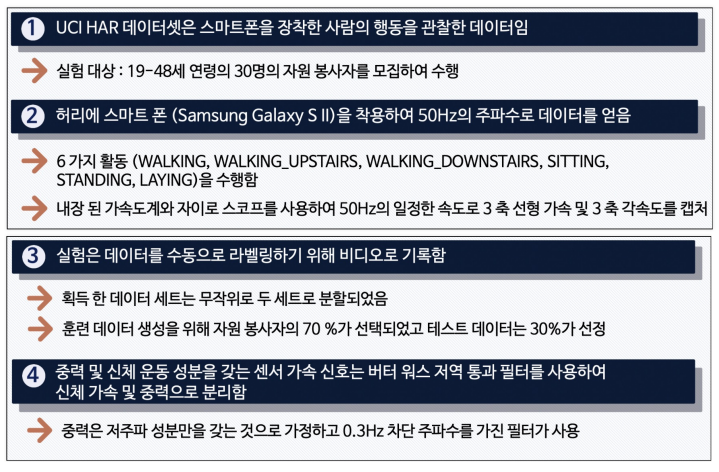 1 UCI HAR 데이터셋은 스마트폰을 장착한 사람의 행동을 관찰한 데이터임
실험 대상 : 19-48세 연령의 30명의 자원 봉사자를 모집하여 수행
2 허리에 스마트 폰 (Samsung Galaxy S II)을 착용하여 50Hz의 주파수로 데이터를 얻음
6 가지 활동 (WALKING, WALKING_UPSTAIRS, WALKING_DOWNSTAIRS, SITTING,
STANDING, LAYING)을 수행함
내장 된 가속도계와 자이로 스코프를 사용하여 50Hz의 일정한 속도로 3 축 선형 가속 및 3 축 각속도를 캡처
3 실험은 데이터를 수동으로 라벨링하기 위해 비디오로 기록함
획득 한 데이터 세트는 무작위로 두 세트로 분할되었음
훈련 데이터 생성을 위해 자원 봉사자의 70 %가 선택되었고 테스트 데이터는 30%가 선정
4 중력 및 신체 운동 성분을 갖는 센서 가속 신호는 버터 워스 저역 통과 필터를 사용하여
신체 가속 및 중력으로 분리함
중력은 저주파 성분만을 갖는 것으로 가정하고 0.3Hz 차단 주파수를 가진 필터가 사용